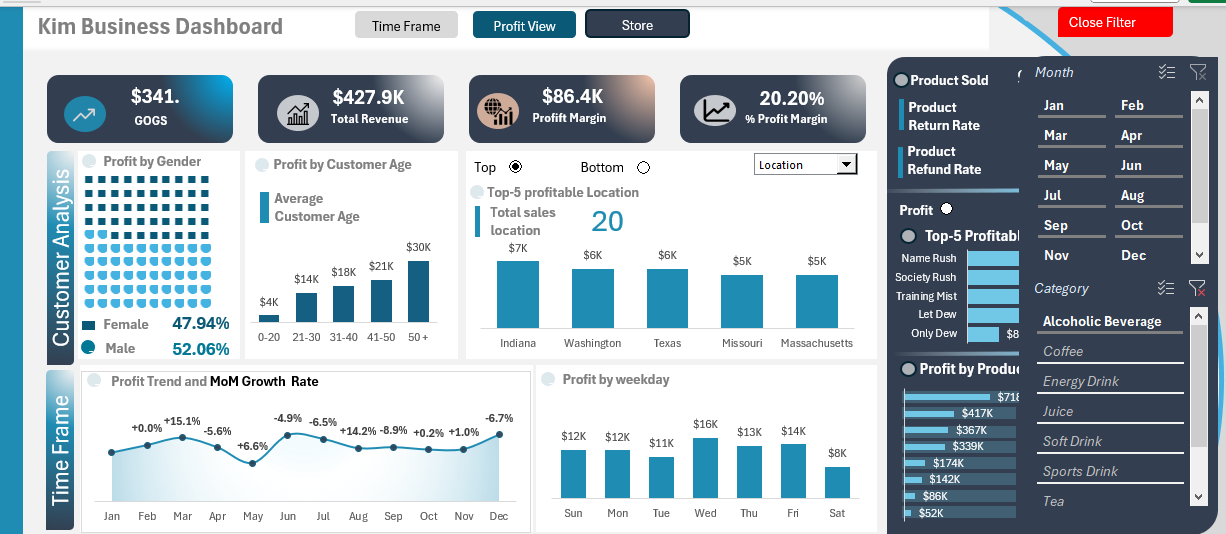 Kim Business Dashboard
Time Frame
Profit View
Store
Close Filter
$341.
GOGS
$427.9K
Total Revenue
$86.4K
Profift Margin
20.20%
% Profit Margin
Customer Analysis
Profit by Gender
Female 47.94%
Male 52.06%
Profit by Customer Age
Average
Customer Age
$4K
$14K
$18K
$21K
$30K
0-20 21-30 31-40 41-50 50 +
Top
Bottom
Location
Top-5 profitable Location
Total sales
location
20
$7K
$6K
$6K
$5K
$5K
Indiana Washington Texas Missouri Massachusetts
Time Frame
Profit Trend and MoM Growth Rate
+0.0%
+15.1%
-5.6%
+6.6%
-4.9%
-6.5%
+14.2%
-8.9%
+0.2%
+1.0%
-6.7%
Jan Feb Mar Apr May Jun Jul Aug Sep Oct Nov Dec
Profit by weekday
$12K
$12K
$11K
$16K
$13K
$14K
$8K
Sun Mon Tue Wed Thu Fri Sat
Product Sold
Product
Return Rate
Product
Refund Rate
Profit
Top-5 Profitabl
Name Rush
Society Rush
Training Mist
Let Dew
Only Dew
$8
Profit by Produc
$718
$417K
$367K
$339K
$174K
$142K
$86K
$52K
Month
Jan Feb
Mar Apr
May Jun
Jul Aug
Sep Oct
Nov Dec
Category
Alcoholic Beverage
Coffee
Energy Drink
Juice
Soft Drink
Sports Drink
Tea